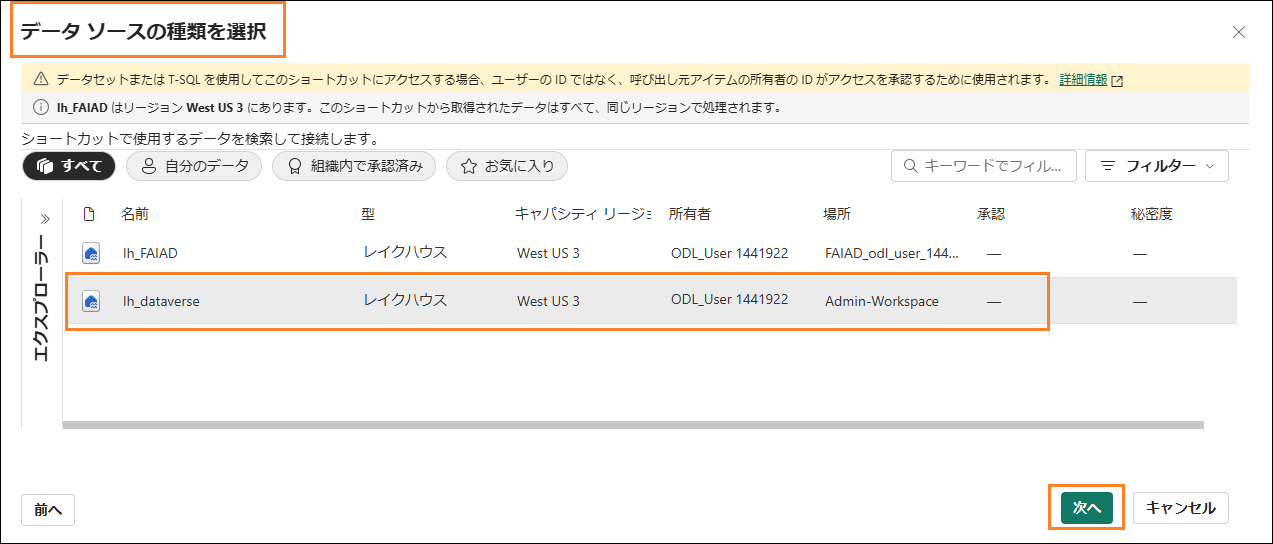 データ ソースの種類を選択
データセットまたは T-SQL を使用してこのショートカットにアクセスする場合、ユーザーの ID ではなく、呼び出し元アイテムの所有者の ID がアクセスを承認するために使用されます。 詳細情報
lh_FAIAD はリージョン West US 3 にあります。このショートカットから取得されたデータはすべて、同じリージョンで処理されます。
ショートカットで使用するデータを検索して接続します。
すべて 自分のデータ 組織内で承認済み お気に入り キーワードでフィル... フィルター
エクスプローラー
名前 型 キャパシティ リージョ 所有者 場所 承認 秘密度
lh_FAIAD レイクハウス West US 3 ODL_User 1441922 FAIAD_odl_user_144... — —
lh_dataverse レイクハウス West US 3 ODL_User 1441922 Admin-Workspace — —
前へ 次へ キャンセル